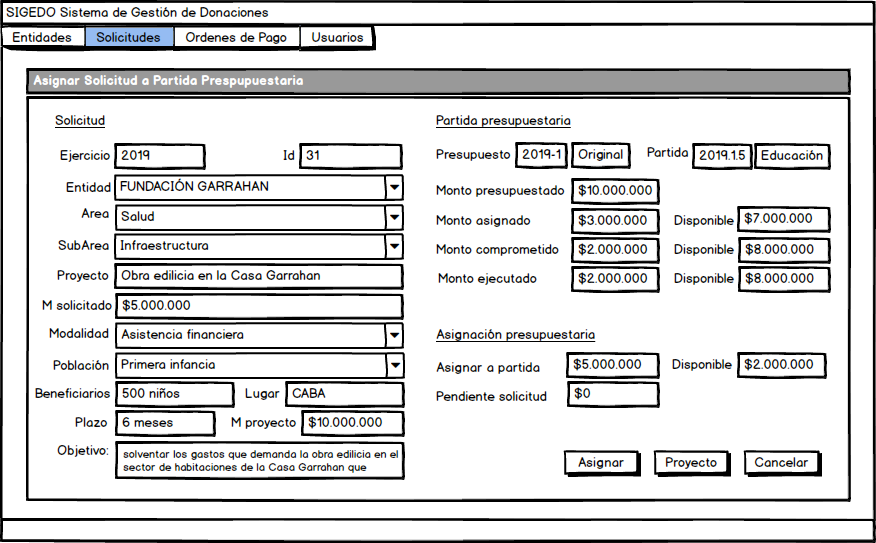 SIGEDO Sistema de Gestión de Donaciones
Entidades Solicitudes Ordenes de Pago Usuarios
Asignar Solicitud a Partida Prespupuestaria
Solicitud
Ejercicio 2019 Id 31
Entidad FUNDACIÓN GARRAHAN
Area Salud
SubArea Infraestructura
Proyecto Obra edilicia en la Casa Garrahan
M solicitado $5.000.000
Modalidad Asistencia financiera
Población Primera infancia
Beneficiarios 500 niños Lugar CABA
Plazo 6 meses M proyecto $10.000.000
Objetivo: solventar los gastos que demanda la obra edilicia en el
sector de habitaciones de la Casa Garrahan que
Partida presupuestaria
Presupuesto 2019-1 Original Partida 2019.1.5 Educación
Monto presupuestado $10.000.000
Monto asignado $3.000.000 Disponible $7.000.000
Monto comprometido $2.000.000 Disponible $8.000.000
Monto ejecutado $2.000.000 Disponible $8.000.000
Asignación presupuestaria
Asignar a partida $5.000.000 Disponible $2.000.000
Pendiente solicitud $0
Asignar Proyecto Cancelar